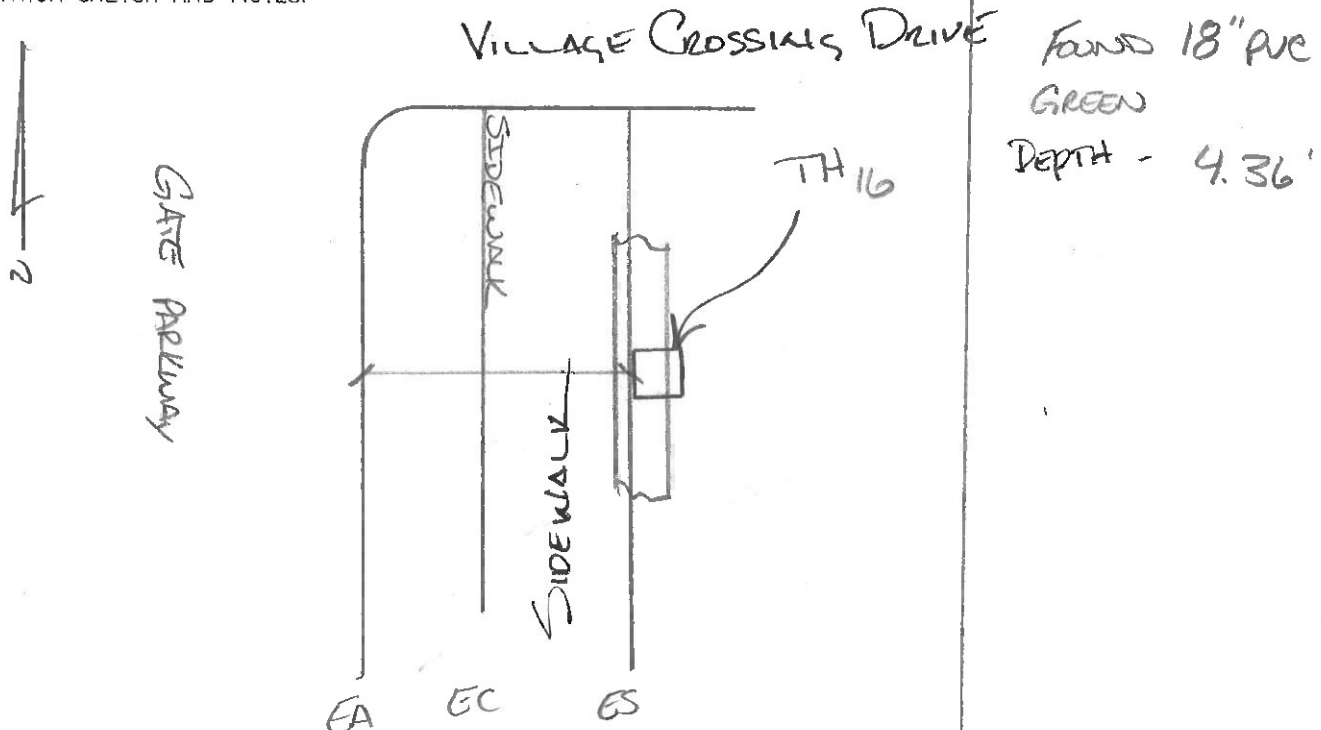 VILLAGE CROSSING DRIVE
FOUND 18" PVC
GREEN
DEPTH - 4.36'
SIDEWALK
TH 16
GATE PARKWAY
SIDEWALK
EA
EC
ES